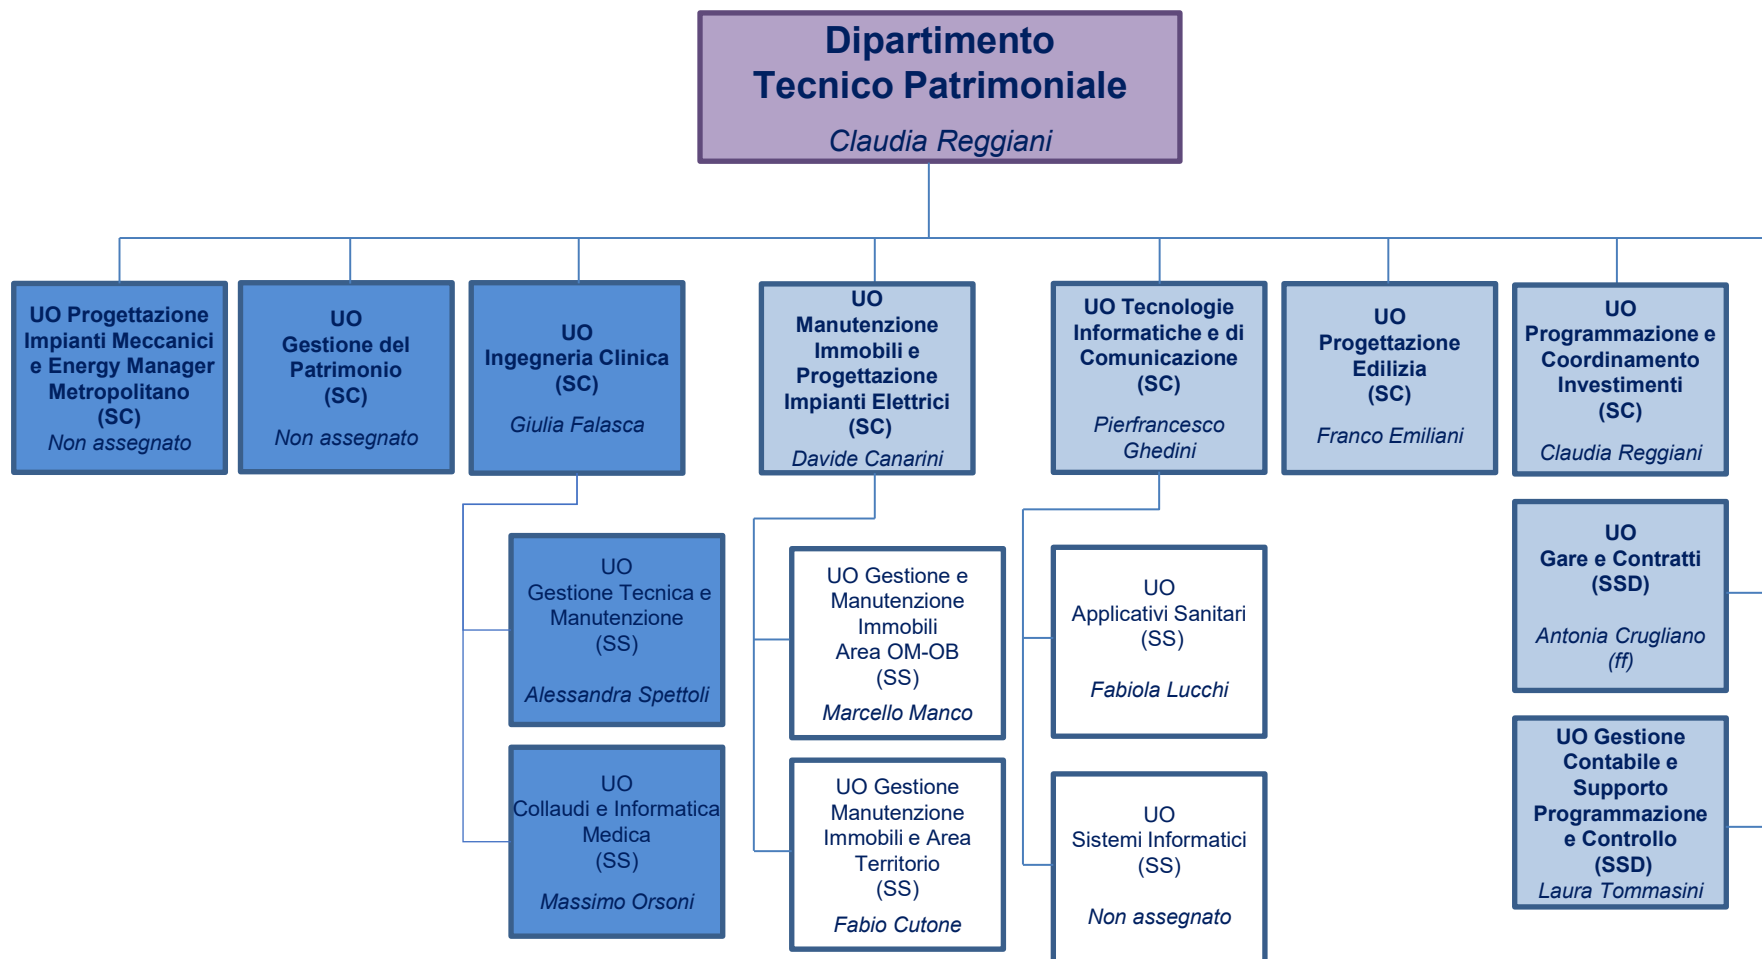 Dipartimento
Tecnico Patrimoniale
Claudia Reggiani
UO Progettazione
Impianti Meccanici
e Energy Manager
Metropolitano
(SC)
Non assegnato
UO
Gestione del
Patrimonio
(SC)
Non assegnato
UO
Ingegneria Clinica
(SC)
Giulia Falasca
UO
Manutenzione
Immobili e
Progettazione
Impianti Elettrici
(SC)
Davide Canarini
UO Tecnologie
Informatiche e di
Comunicazione
(SC)
Pierfrancesco
Ghedini
UO
Progettazione
Edilizia
(SC)
Franco Emiliani
UO
Programmazione e
Coordinamento
Investimenti
(SC)
Claudia Reggiani
UO
Gestione Tecnica e
Manutenzione
(SS)
Alessandra Spettoli
UO
Collaudi e Informatica
Medica
(SS)
Massimo Orsoni
UO Gestione e
Manutenzione
Immobili
Area OM-OB
(SS)
Marcello Manco
UO Gestione
Manutenzione
Immobili e Area
Territorio
(SS)
Fabio Cutone
UO
Applicativi Sanitari
(SS)
Fabiola Lucchi
UO
Sistemi Informatici
(SS)
Non assegnato
UO
Gare e Contratti
(SSD)
Antonia Crugliano
(ff)
UO Gestione
Contabile e
Supporto
Programmazione
e Controllo
(SSD)
Laura Tommasini